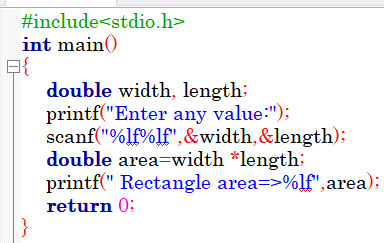 #include<stdio.h>
int main()
{
double width, length;
printf("Enter any value:");
scanf("%lf%lf",&width,&length);
double area=width *length;
printf(" Rectangle area=>%lf",area);
return 0;
}